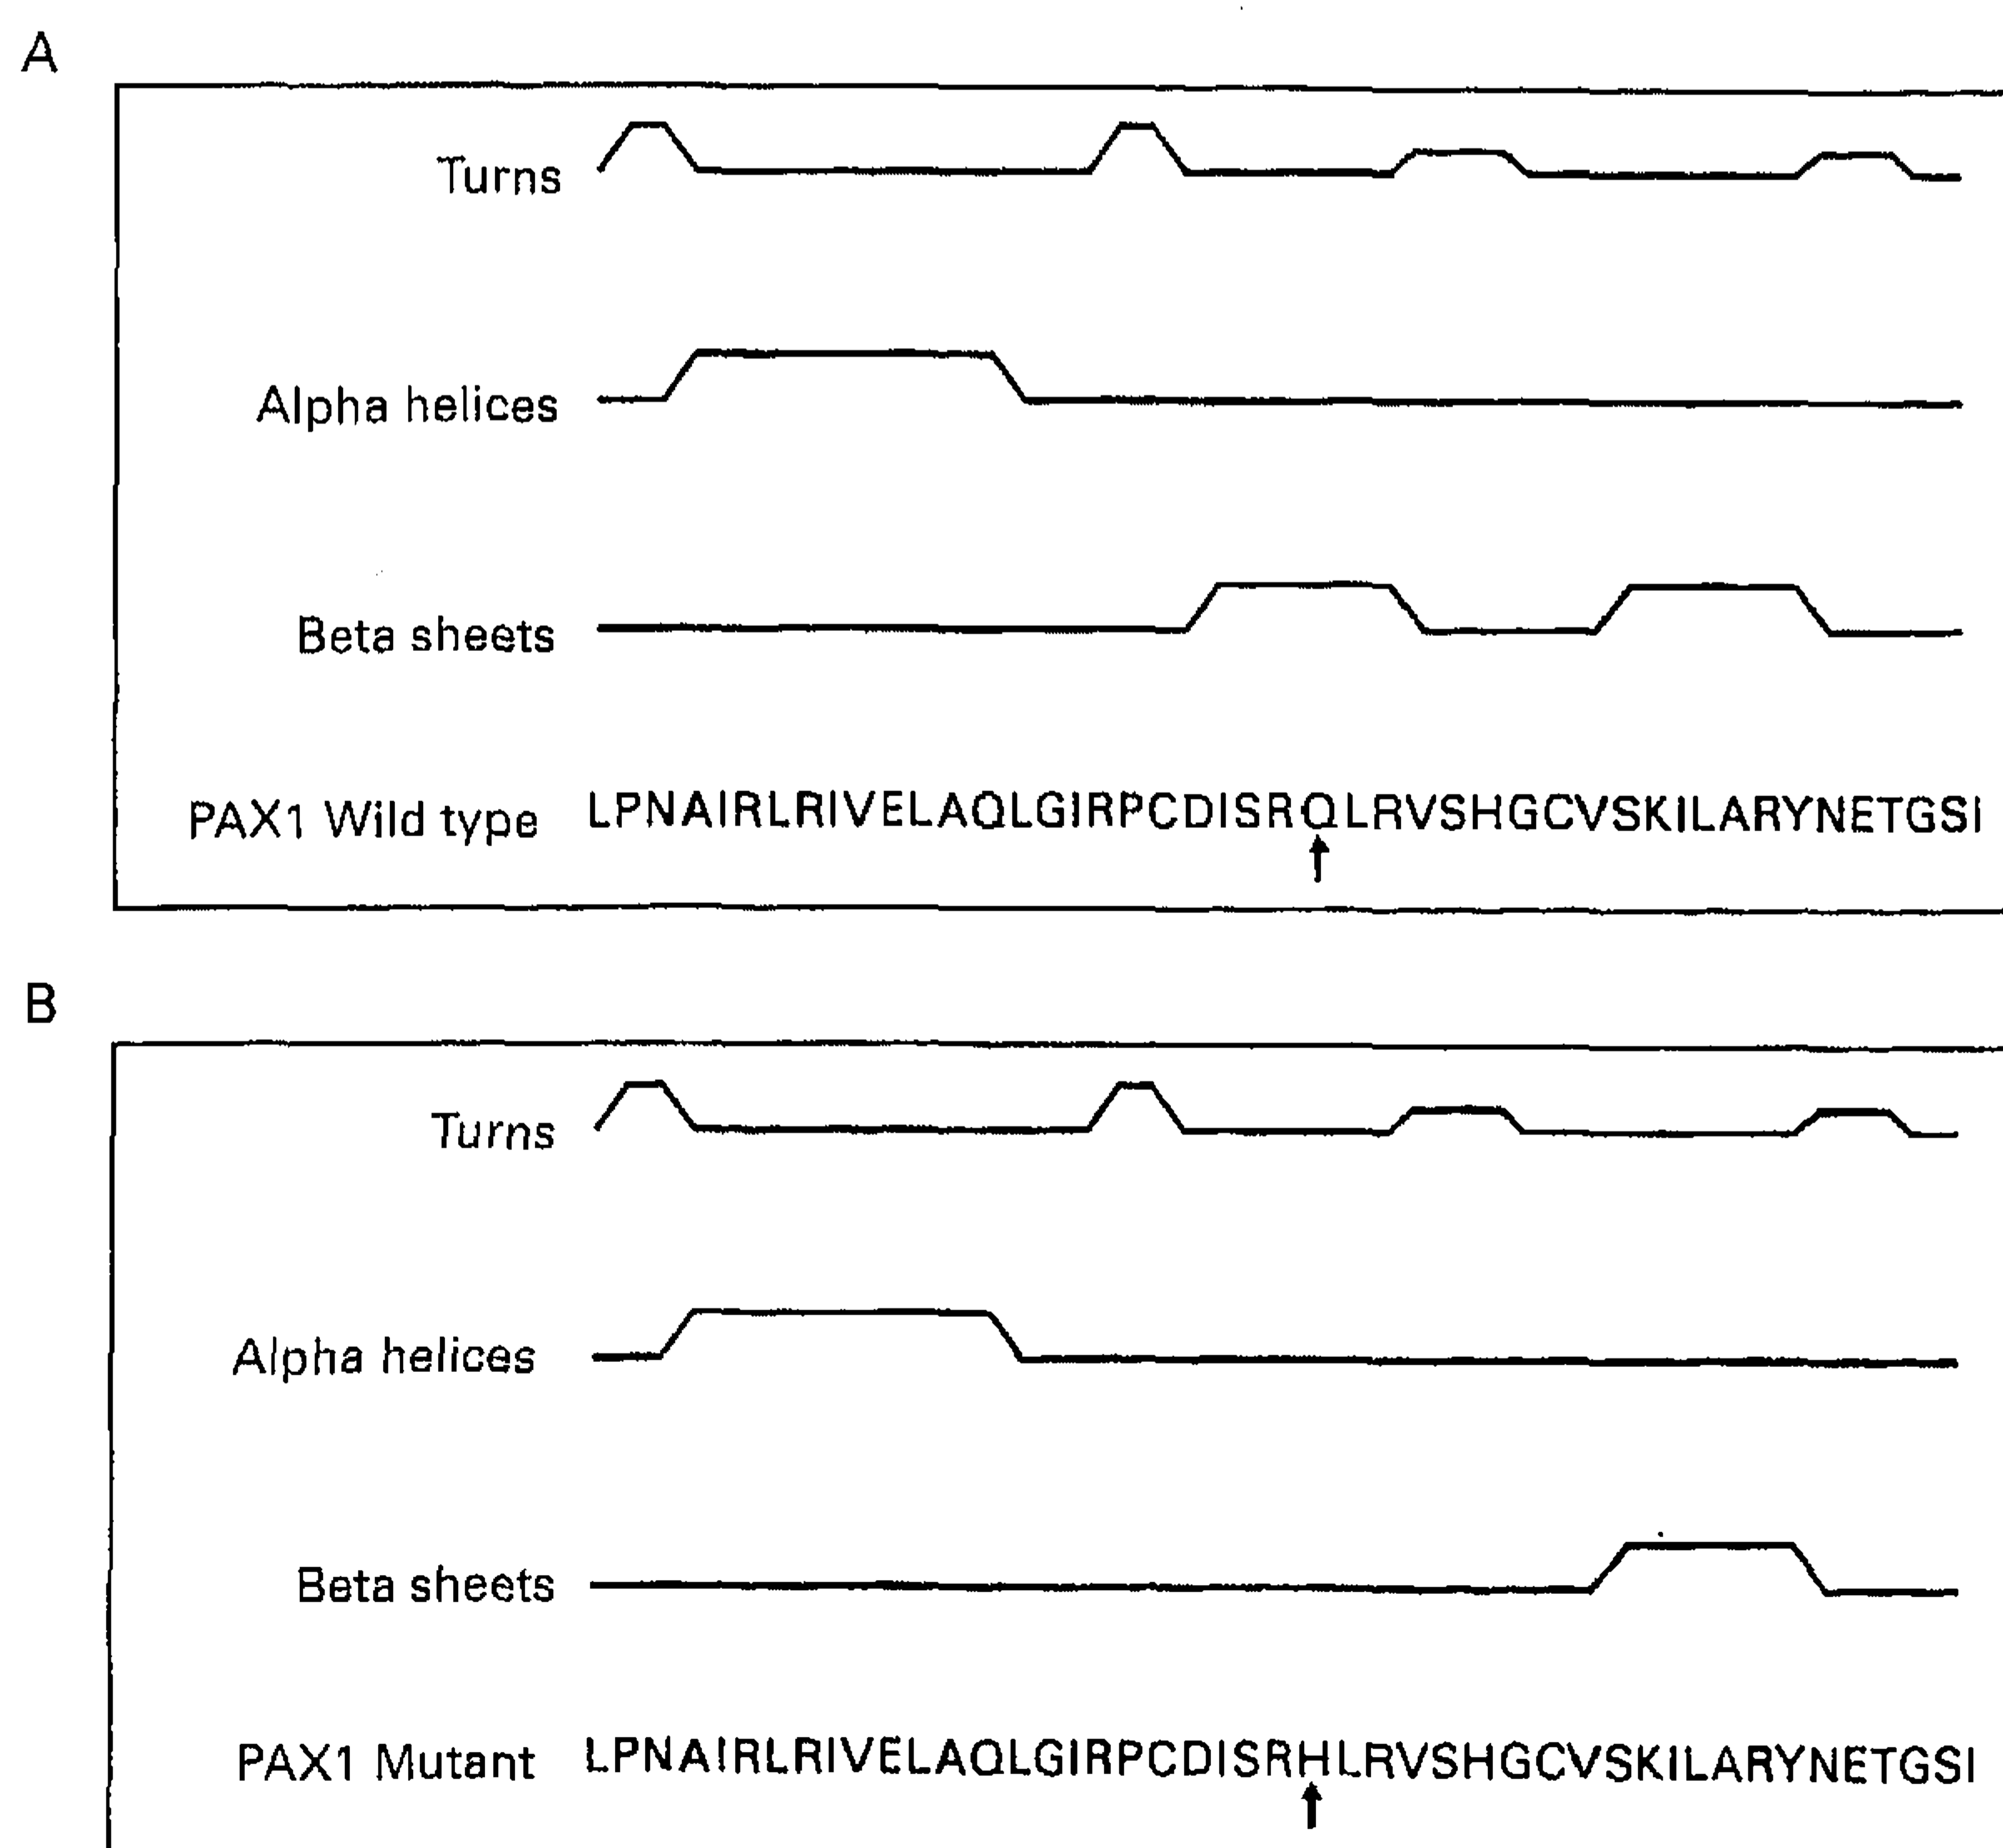 A
Turns
Alpha helices
Beta sheets
PAX1 Wild type LPNAIRLRIVELAQLGIRPCDISRQLRVSHGCVSKILARYNETGSI
B
Turns
Alpha helices
Beta sheets
PAX1 Mutant LPNAIRLRIVELAQLGIRPCDISRHLRVSHGCVSKILARYNETGSI